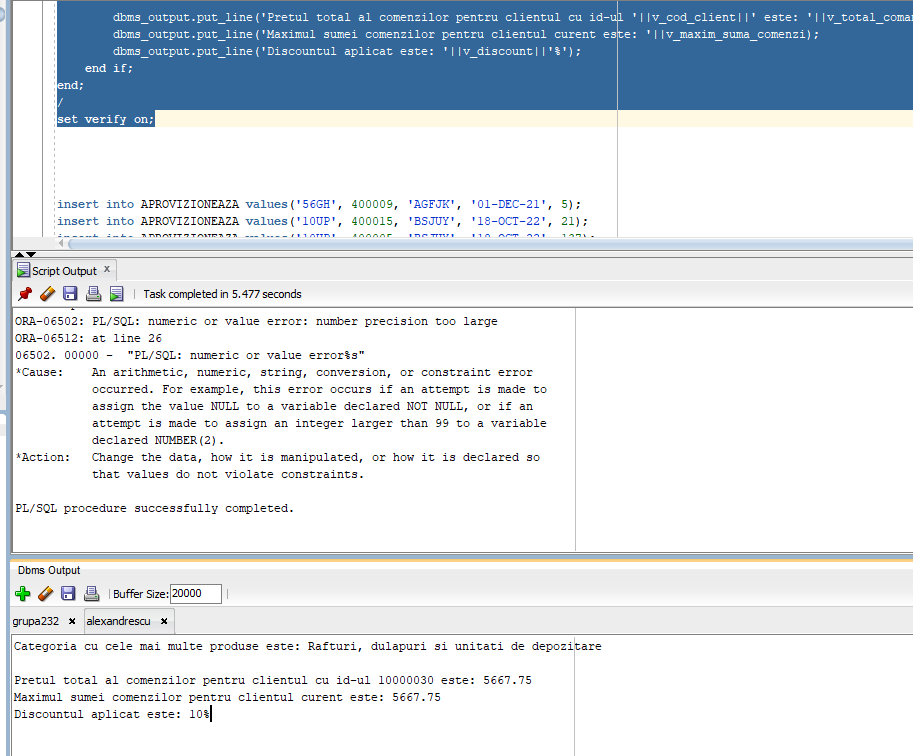 dbms_output.put_line('Pretul total al comenzilor pentru clientul cu id-ul '||v_cod_client||' este: '||v_total_coma
dbms_output.put_line('Maximul sumei comenzilor pentru clientul curent este: '||v_maxim_suma_comenzi);
dbms_output.put_line('Discountul aplicat este: '||v_discount||'%');
end if;
end;
/
set verify on;
insert into APROVIZIONEAZA values('56GH', 400009, 'AGFJK', '01-DEC-21', 5);
insert into APROVIZIONEAZA values('10UP', 400015, 'BSJUY', '18-OCT-22', 21);
Script Output x
Task completed in 5.477 seconds
ORA-06502: PL/SQL: numeric or value error: number precision too large
ORA-06512: at line 26
06502. 00000 - "PL/SQL: numeric or value error%s"
*Cause: An arithmetic, numeric, string, conversion, or constraint error
occurred. For example, this error occurs if an attempt is made to
assign the value NULL to a variable declared NOT NULL, or if an
attempt is made to assign an integer larger than 99 to a variable
declared NUMBER(2).
*Action: Change the data, how it is manipulated, or how it is declared so
that values do not violate constraints.
PL/SQL procedure successfully completed.
Dbms Output
Buffer Size: 20000
grupa232 x alexandrescu x
Categoria cu cele mai multe produse este: Rafturi, dulapuri si unitati de depozitare
Pretul total al comenzilor pentru clientul cu id-ul 10000030 este: 5667.75
Maximul sumei comenzilor pentru clientul curent este: 5667.75
Discountul aplicat este: 10%